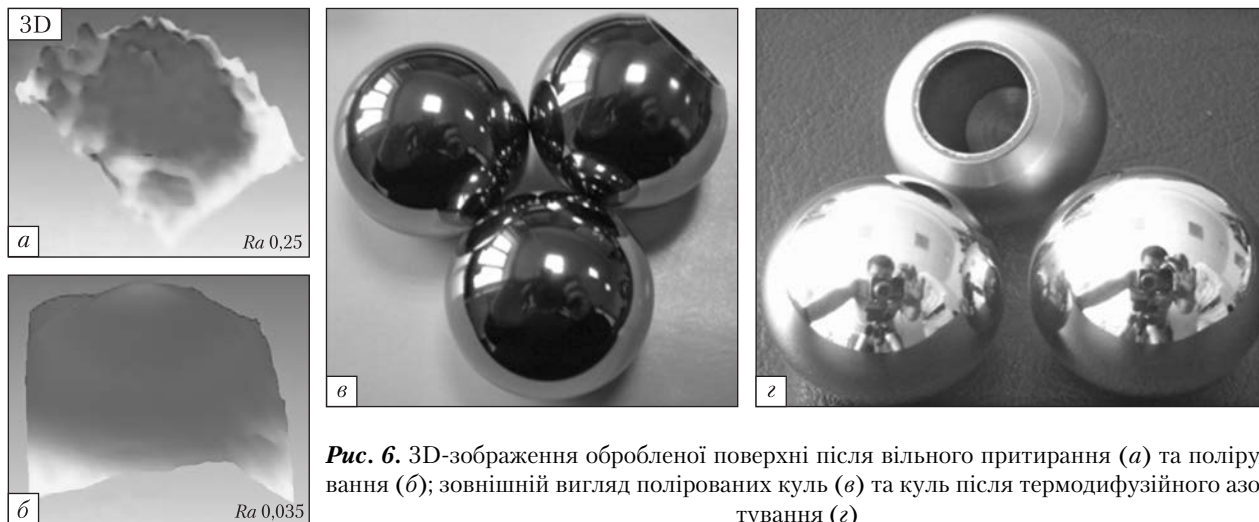 3D
а
Ra 0,25
б
Ra 0,035
в
г
Рис. 6. 3D-зображення обробленої поверхні після вільного притирання (а) та поліру-
вання (б); зовнішній вигляд полірованих куль (в) та куль після термодифузійного азо-
тування (г)